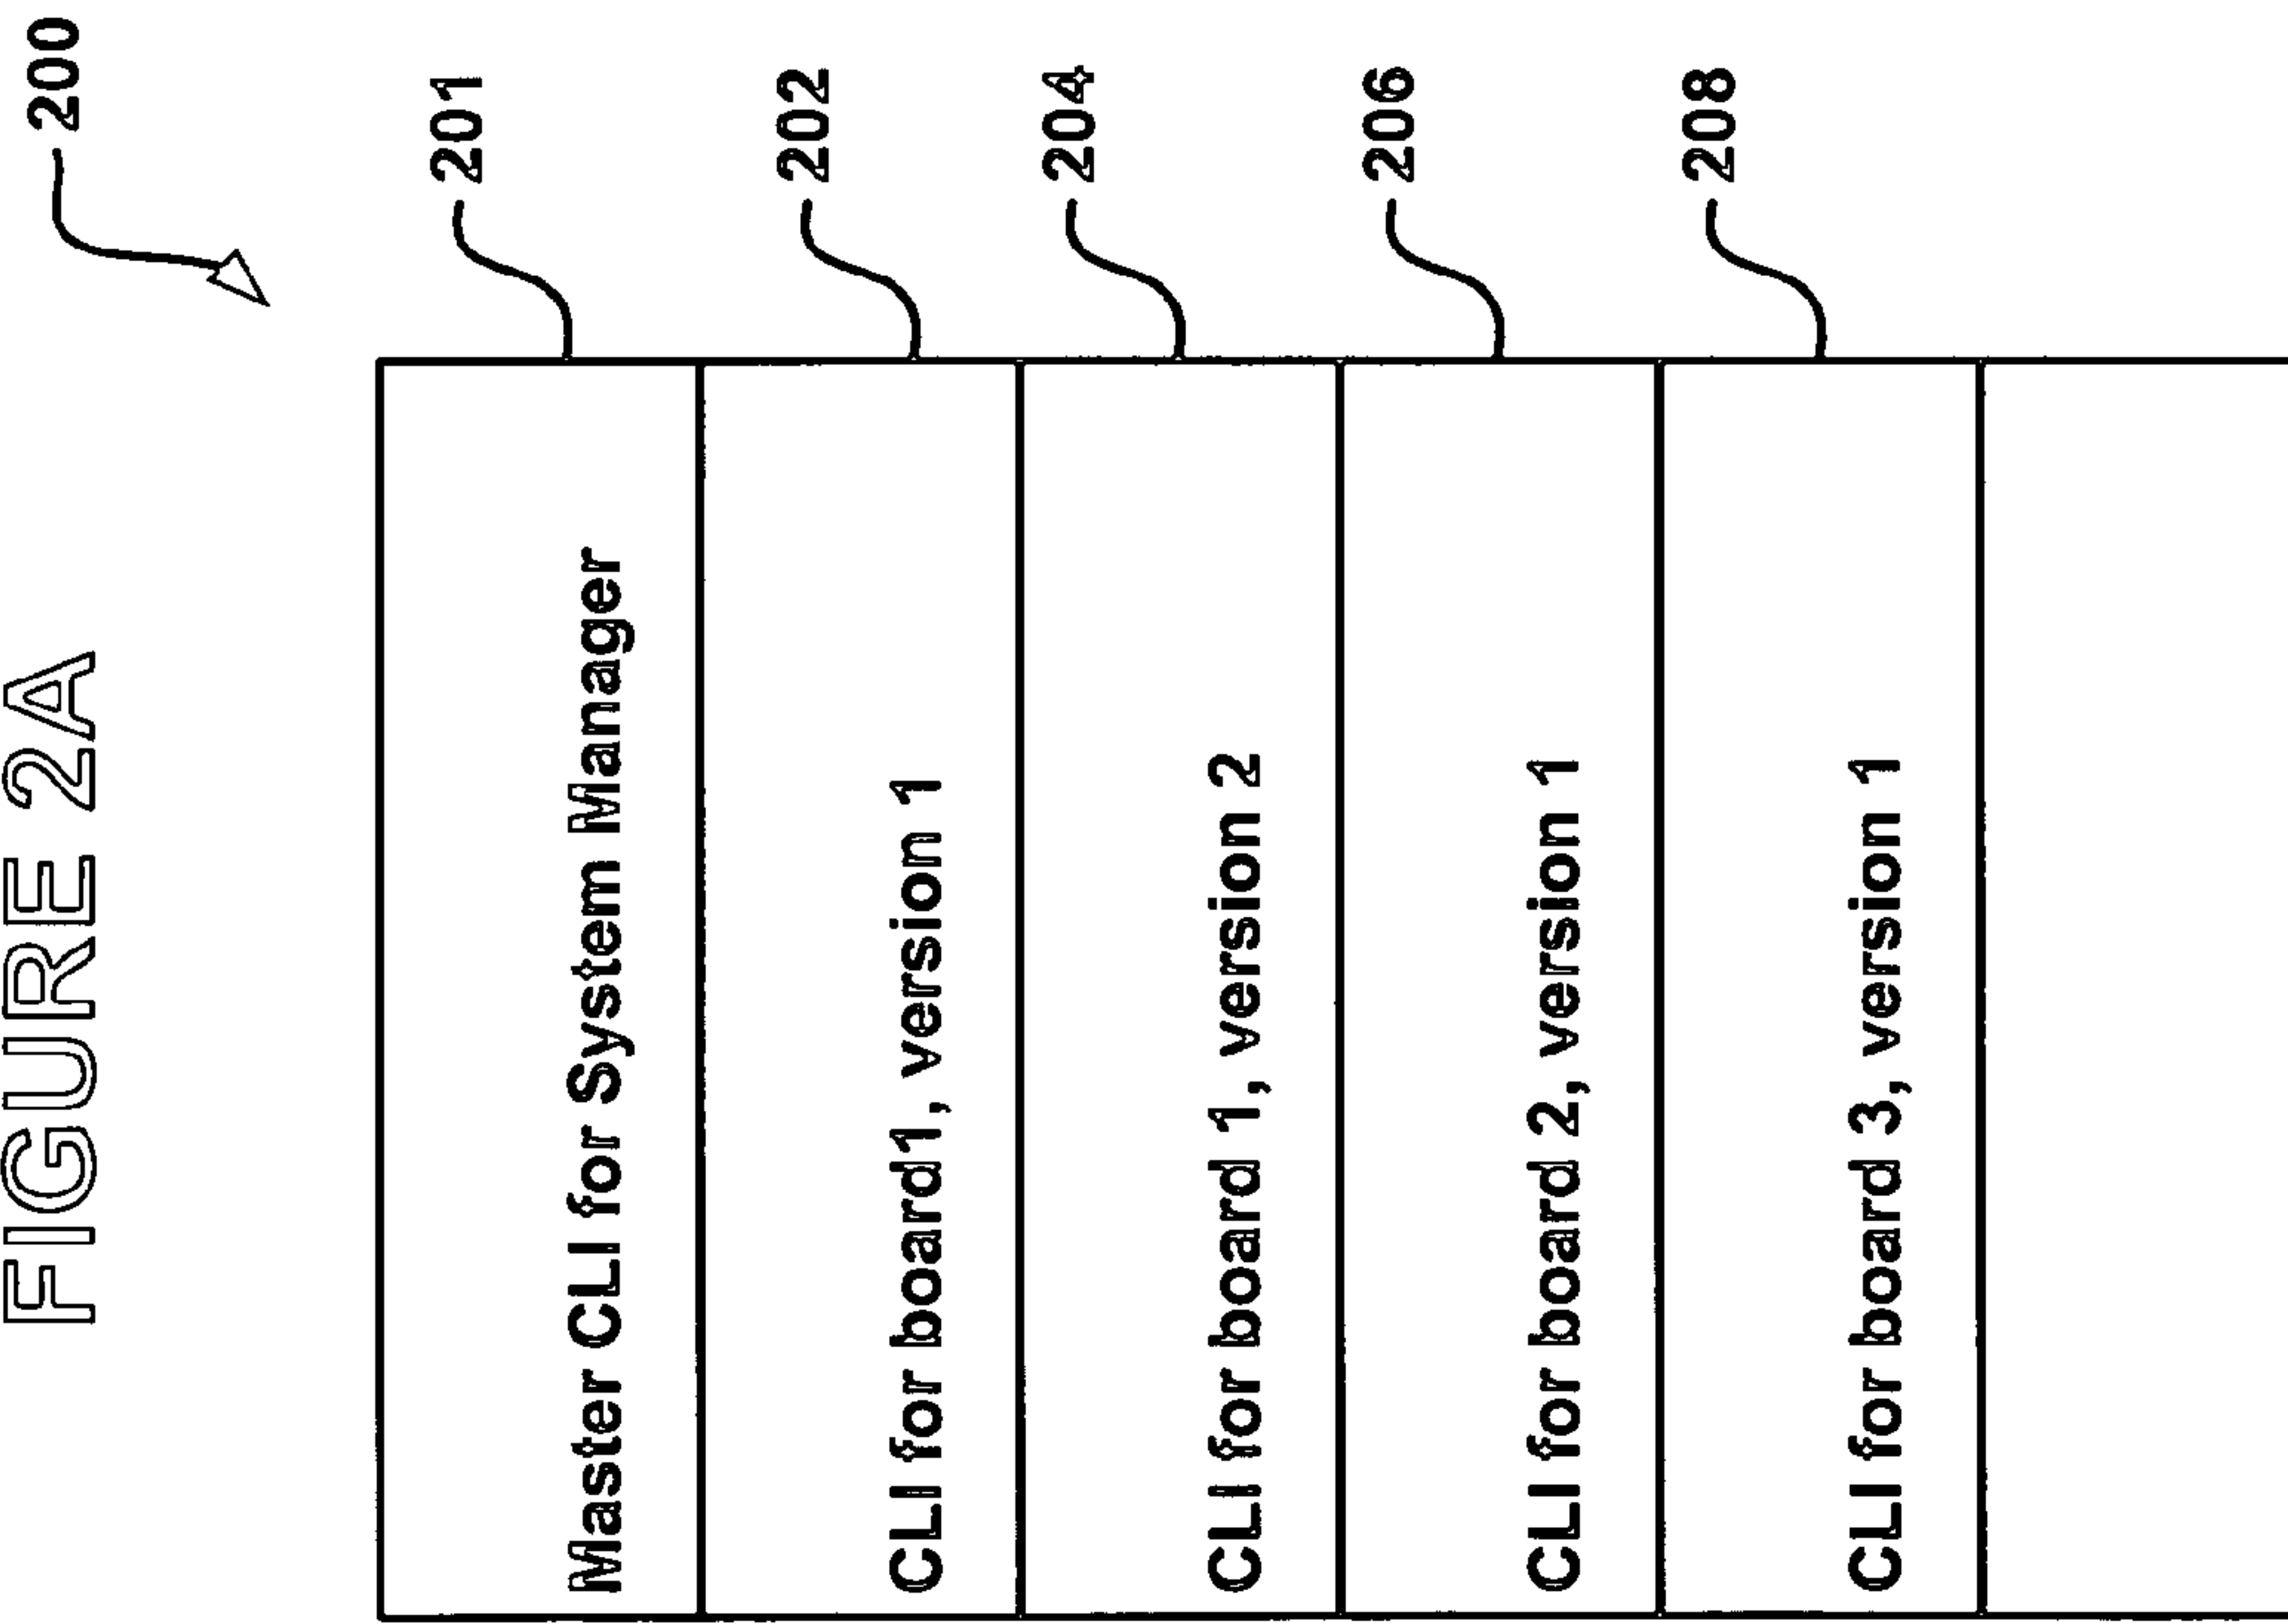 FIGURE 2A
200
Master CLI for System Manager
201
CLI for board1, version 1
202
CLI for board 1, version 2
204
CLI for board 2, version 1
206
CLI for board 3, version 1
208